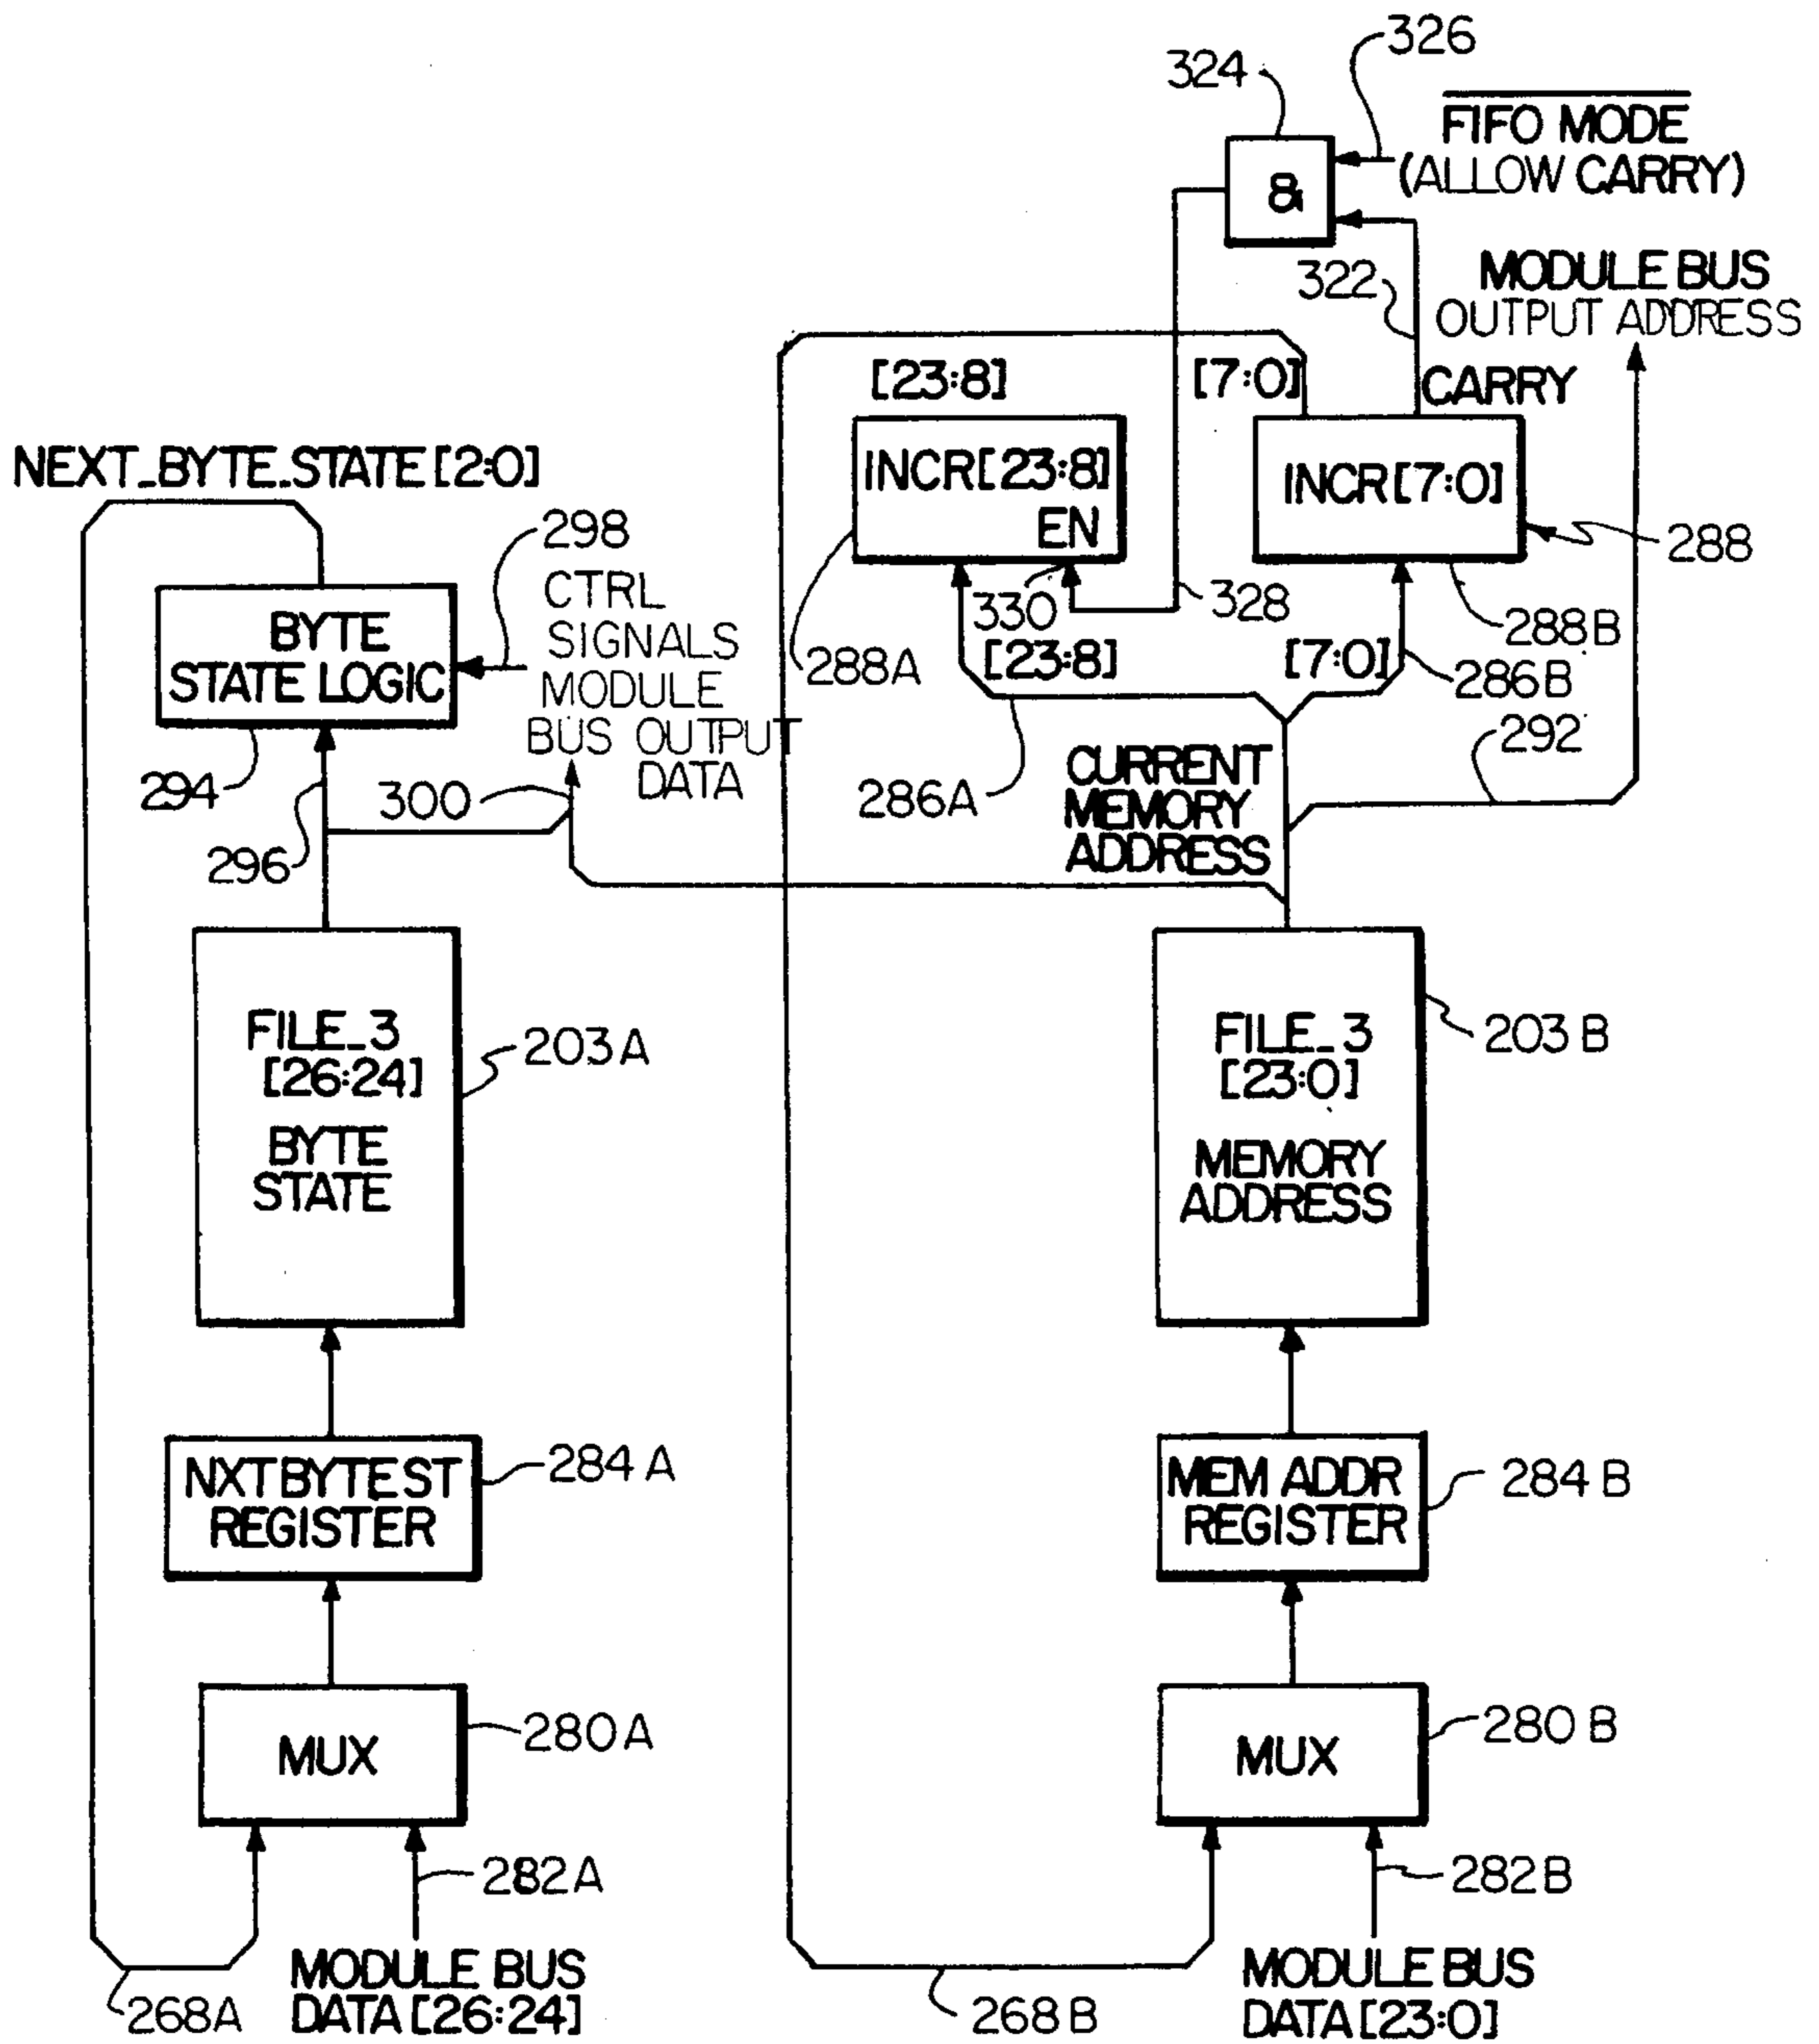 326
324
FIFO MODE
(ALLOW CARRY)
&
322
MODULE BUS
OUTPUT ADDRESS
[23:8]
[7:0]
CARRY
NEXT_BYTE_STATE [2:0]
INCR[23:8]
EN
INCR[7:0]
298
288
CTRL
SIGNALS
MODULE
BUS OUTPUT
DATA
330
328
288B
BYTE
STATE LOGIC
288A
[23:8]
[7:0]
286B
292
294
300
286A
CURRENT
MEMORY
ADDRESS
296
FILE_3
[26:24]
BYTE
STATE
203A
FILE_3
[23:0]
MEMORY
ADDRESS
203B
NXTBYTEST
REGISTER
284A
MEM ADDR
REGISTER
284B
MUX
280A
MUX
280B
282A
282B
MODULE BUS
DATA [26:24]
268A
268B
MODULE BUS
DATA [23:0]